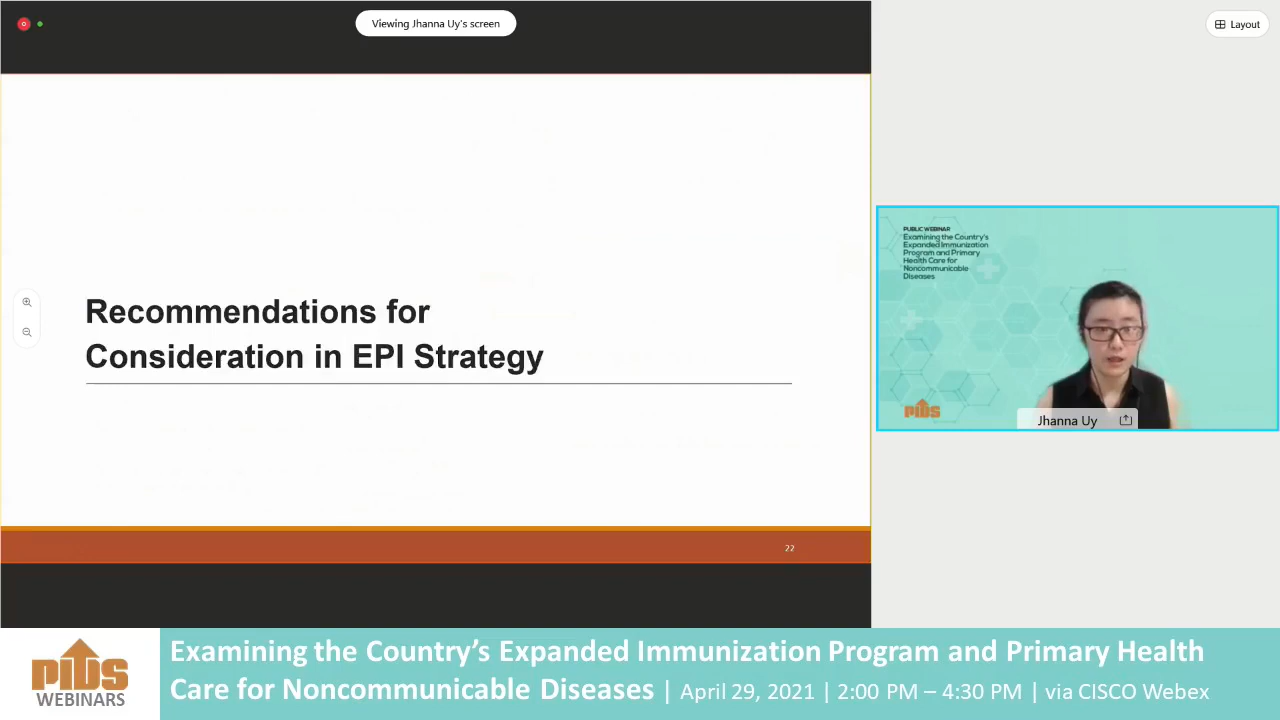 Viewing Jhanna Uy's screen
Layout
Recommendations for
Consideration in EPI Strategy
22
PUBLIC WEBINAR
Examining the Country's
Expanded Immunization
Program and Primary
Health Care for
Noncommunicable
Diseases
PIDS
Jhanna Uy
PIDS
WEBINARS
Examining the Country's Expanded Immunization Program and Primary Health
Care for Noncommunicable Diseases | April 29, 2021 | 2:00 PM – 4:30 PM | via CISCO Webex